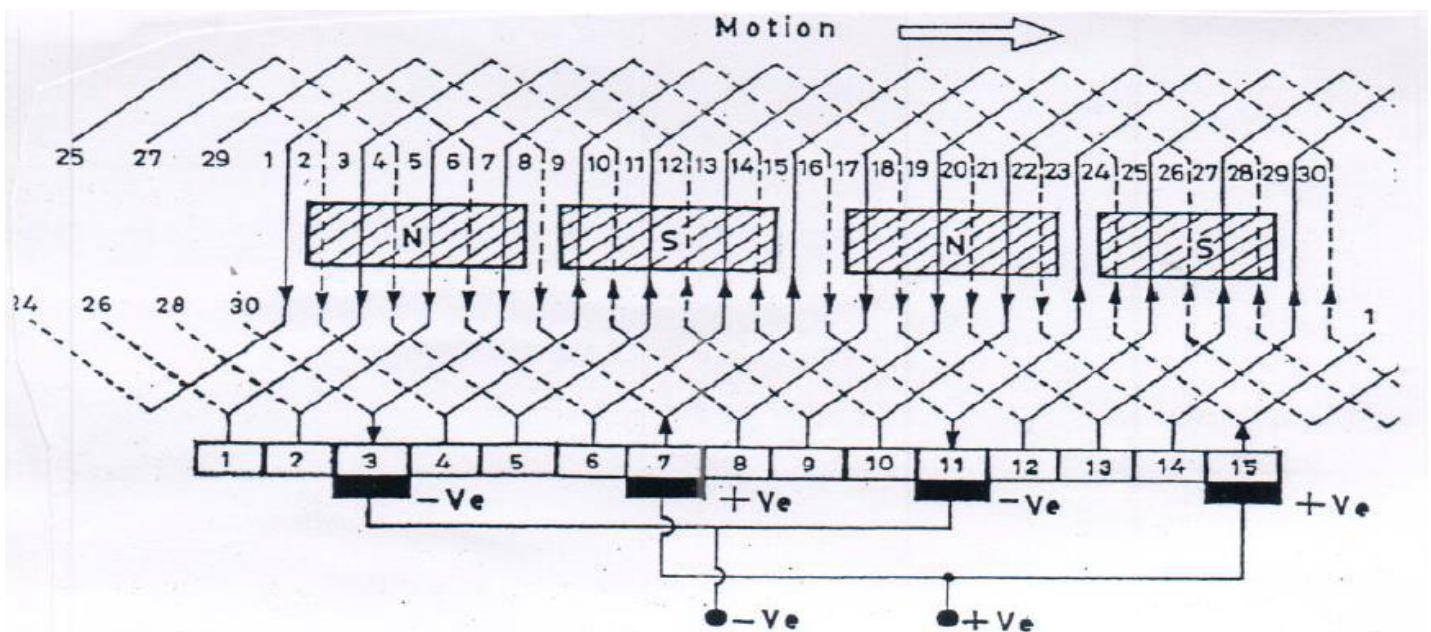 Motion
25 27 29 1 2 3 4 5 6 7 8 9 10 11 12 13 14 15 16 17 18 19 20 21 22 23 24 25 26 27 28 29 30
N S N S
24 26 28 30 1
1 2 3 4 5 6 7 8 9 10 11 12 13 14 15
−Ve +Ve −Ve +Ve
−Ve +Ve